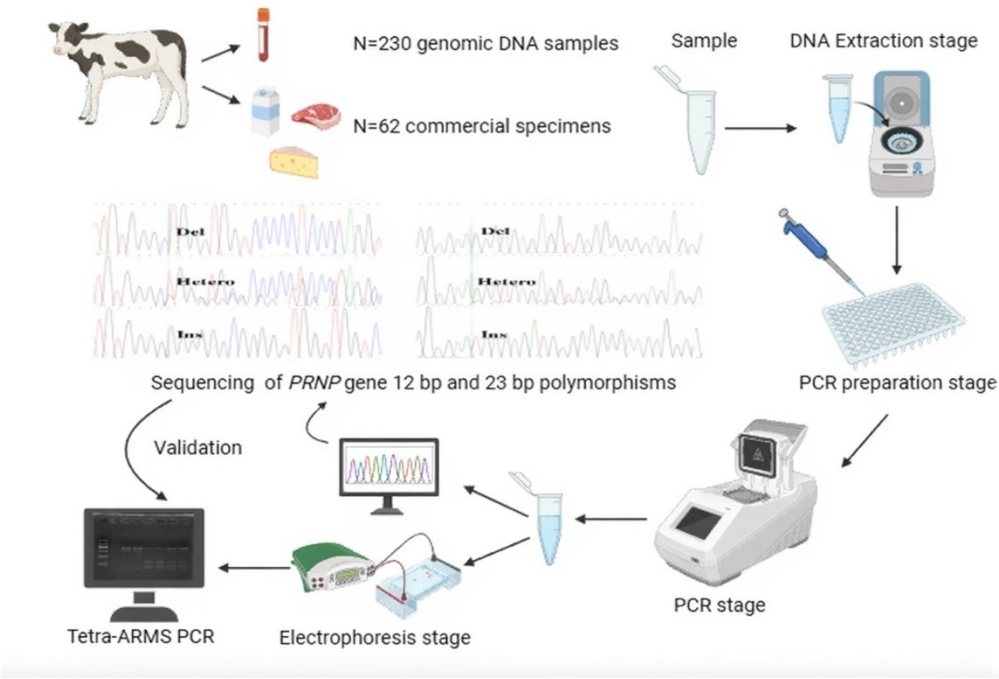 N=230 genomic DNA samples
N=62 commercial specimens
Sample
DNA Extraction stage
Del
Hetero
Ins
Del
Hetero
Ins
Sequencing of PRNP gene 12 bp and 23 bp polymorphisms
PCR preparation stage
Validation
PCR stage
Tetra-ARMS PCR
Electrophoresis stage